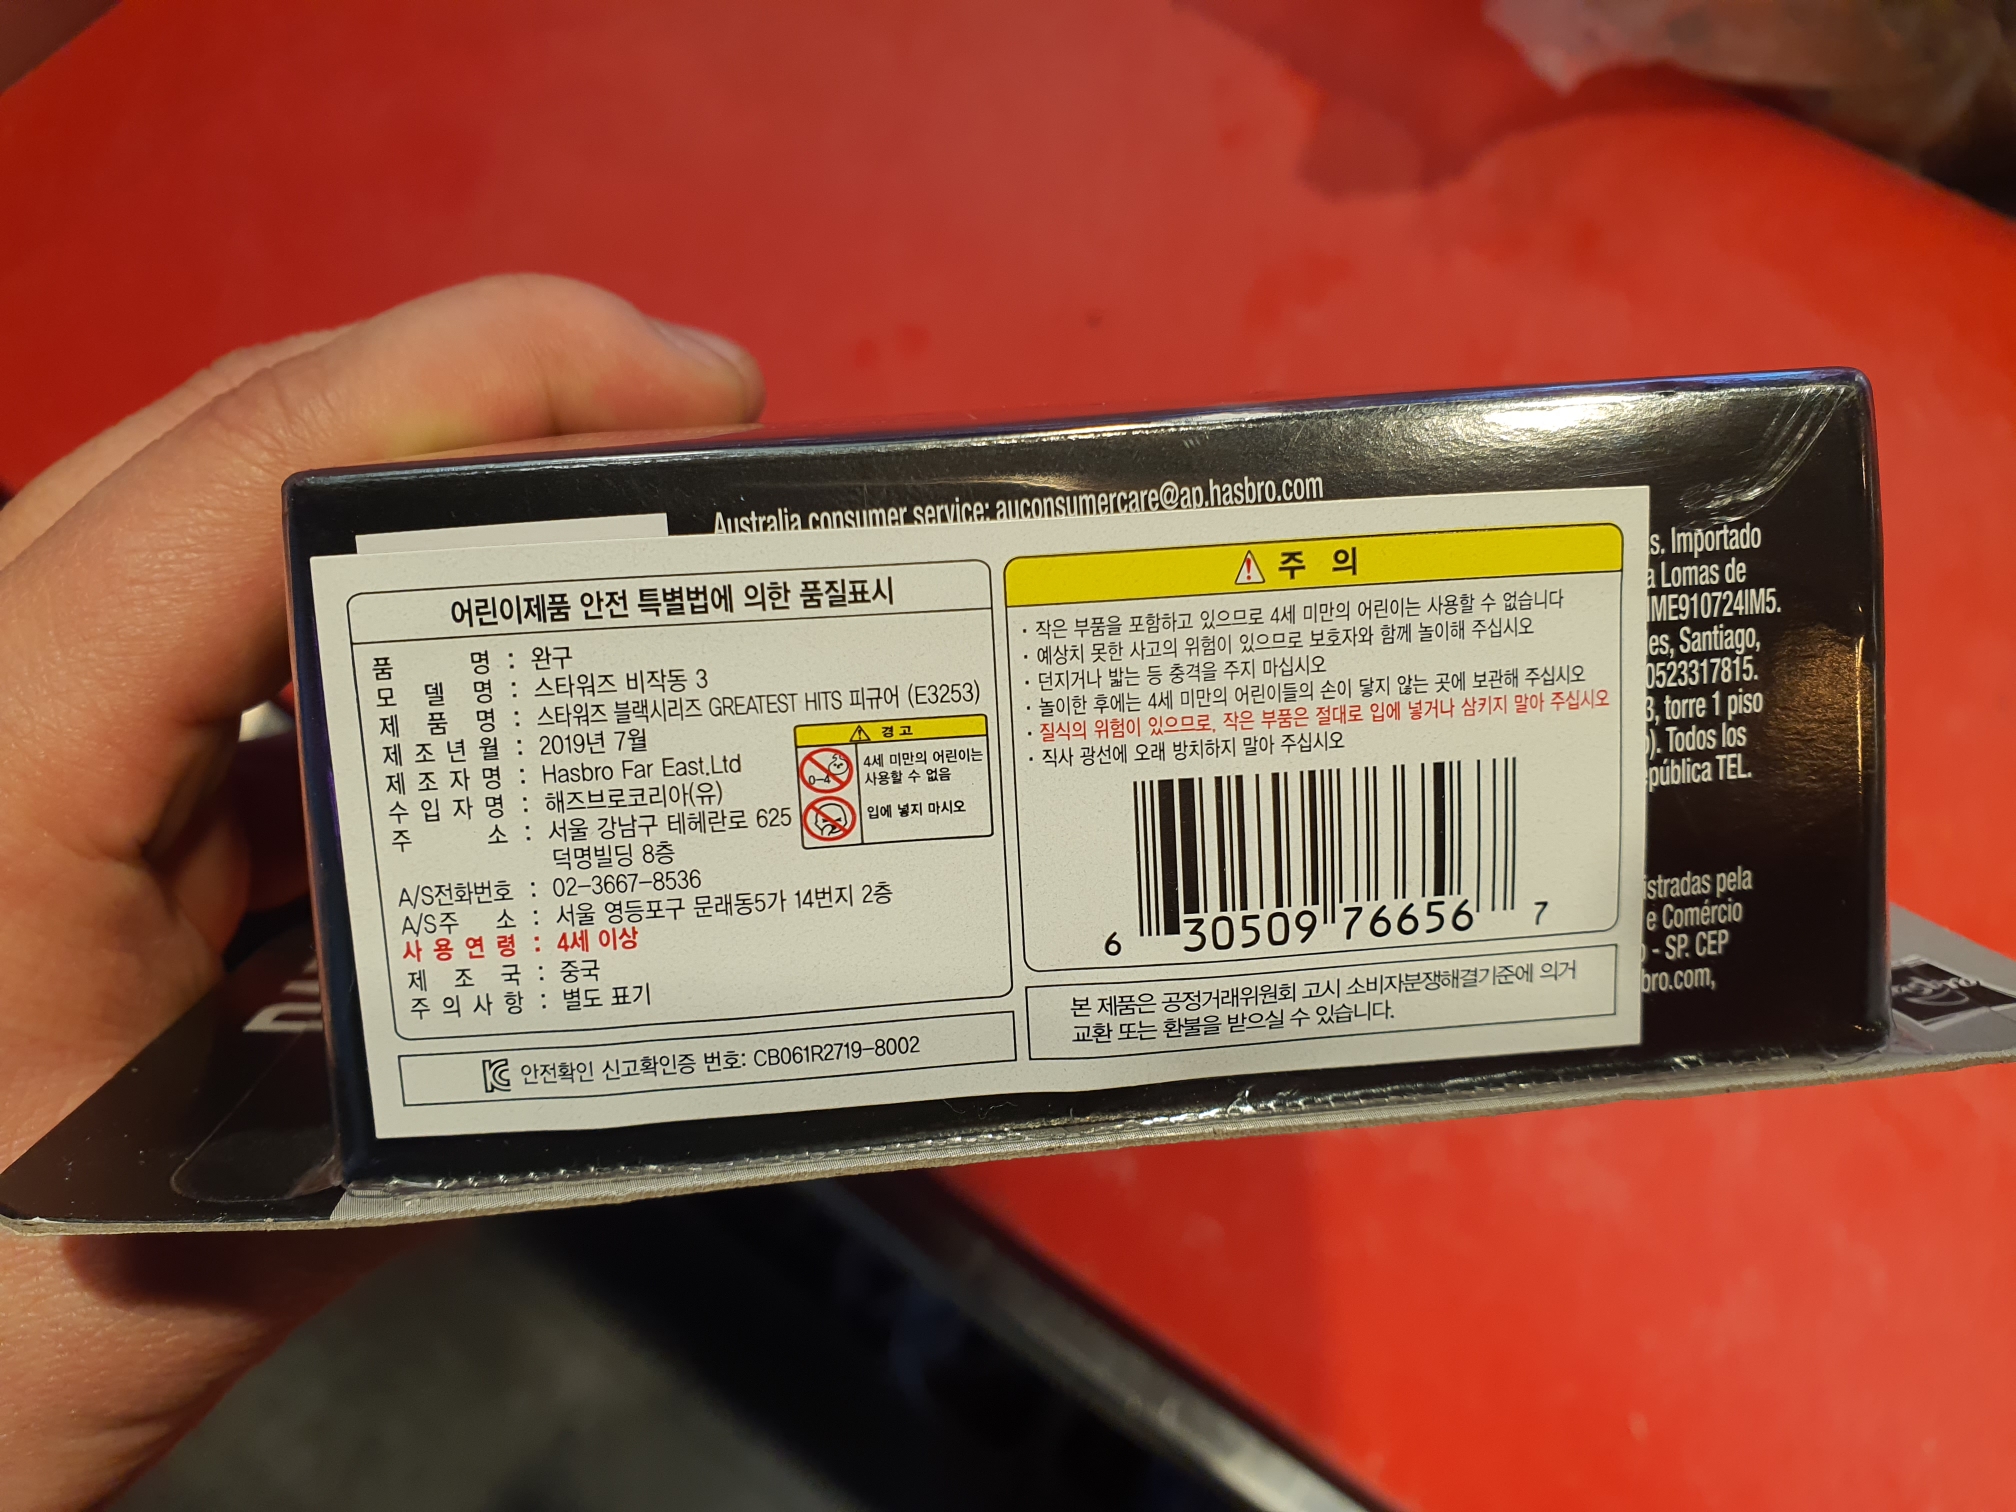 Australia consumer service: auconsumercare@ap.hasbro.com
어린이제품 안전 특별법에 의한 품질표시
품 명 : 완구
모 델 명 : 스타워즈 비작동 3
제 품 명 : 스타워즈 블랙시리즈 GREATEST HITS 피규어 (E3253)
제 조 년 월 : 2019년 7월
제 조 자 명 : Hasbro Far East,Ltd
수 입 자 명 : 해즈브로코리아(유)
주 소 : 서울 강남구 테헤란로 625
덕명빌딩 8층
A/S전화번호 : 02-3667-8536
A/S주 소 : 서울 영등포구 문래동5가 14번지 2층
사 용 연 령 : 4세 이상
제 조 국 : 중국
주 의 사 항 : 별도 표기
경 고
0-4
4세 미만의 어린이는
사용할 수 없음
입에 넣지 마시오
KC 안전확인 신고확인증 번호: CB061R2719-8002
주 의
· 작은 부품을 포함하고 있으므로 4세 미만의 어린이는 사용할 수 없습니다
· 예상치 못한 사고의 위험이 있으므로 보호자와 함께 놀이해 주십시오
· 던지거나 밟는 등 충격을 주지 마십시오
· 놀이한 후에는 4세 미만의 어린이들의 손이 닿지 않는 곳에 보관해 주십시오
· 질식의 위험이 있으므로, 작은 부품은 절대로 입에 넣거나 삼키지 말아 주십시오
· 직사 광선에 오래 방치하지 말아 주십시오
6 30509 76656 7
본 제품은 공정거래위원회 고시 소비자분쟁해결기준에 의거
교환 또는 환불을 받으실 수 있습니다.
s. Importado
a Lomas de
IME910724IM5.
es, Santiago,
0523317815.
3, torre 1 piso
). Todos los
pública TEL.
istradas pela
e Comércio
- SP. CEP
bro.com,